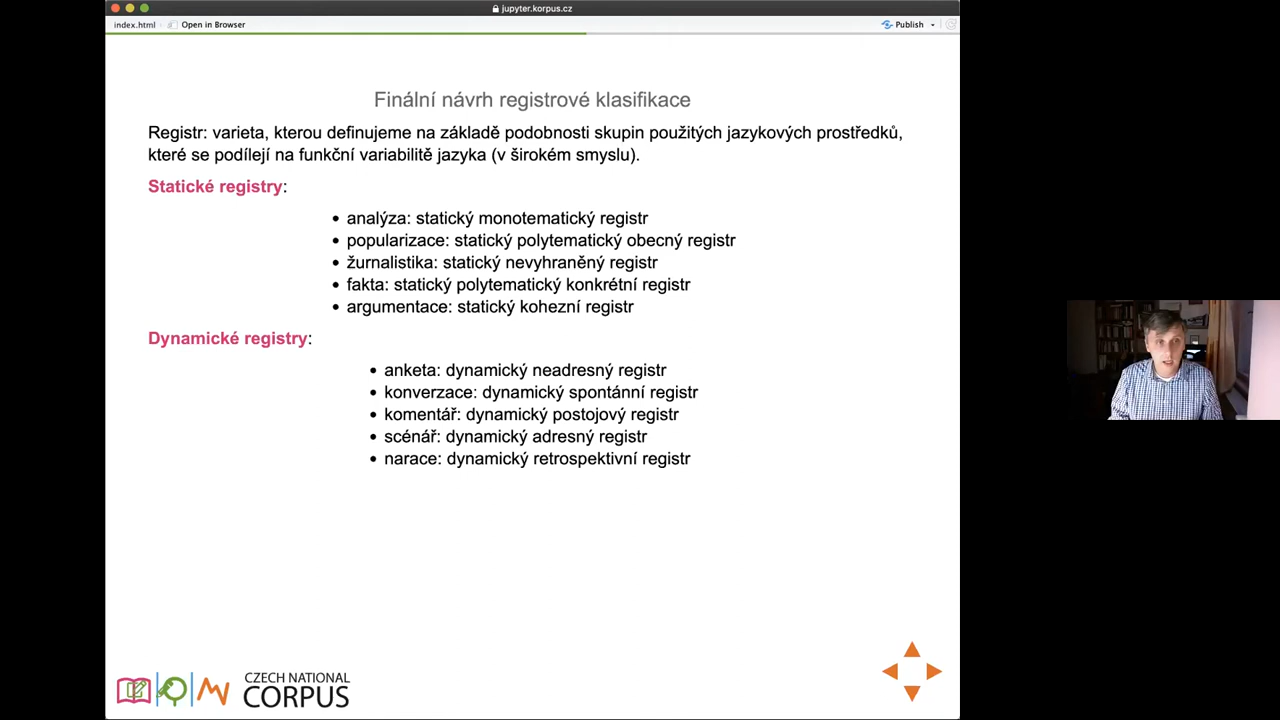 jupyter.korpus.cz
index.html
Open in Browser
Publish
Finální návrh registrové klasifikace
Registr: varieta, kterou definujeme na základě podobnosti skupin použitých jazykových prostředků,
které se podílejí na funkční variabilitě jazyka (v širokém smyslu).
Statické registry:
• analýza: statický monotematický registr
• popularizace: statický polytematický obecný registr
• žurnalistika: statický nevyhraněný registr
• fakta: statický polytematický konkrétní registr
• argumentace: statický kohezní registr
Dynamické registry:
• anketa: dynamický neadresný registr
• konverzace: dynamický spontánní registr
• komentář: dynamický postojový registr
• scénář: dynamický adresný registr
• narace: dynamický retrospektivní registr
CZECH NATIONAL
CORPUS